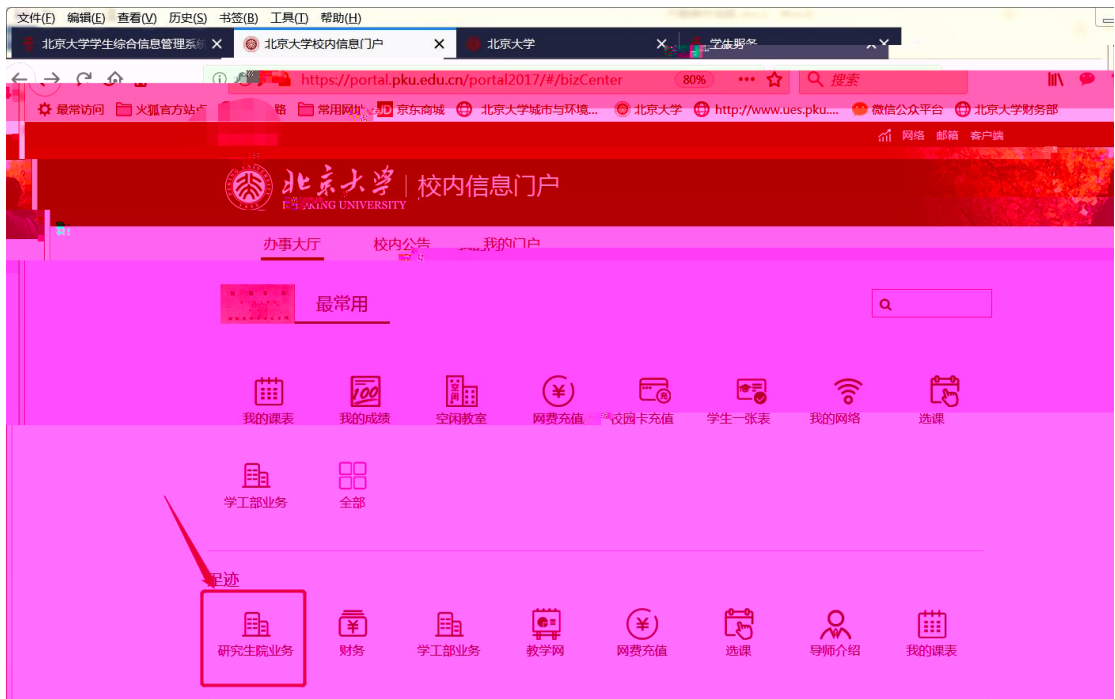 文件(F) 编辑(E) 查看(V) 历史(S) 书签(B) 工具(T) 帮助(H)
北京大学学生综合信息管理系统 × 北京大学校内信息门户 × 北京大学 ×
https://portal.pku.edu.cn/portal2017/#/bizCenter 80% 搜索
最常访问 火狐官方站点 常用网址 JD 京东商城 北京大学城市与环境... 北京大学 http://www.ues.pku.... 微信公众平台 北京大学财务部
网络 邮箱 客户端
北京大学 校内信息门户
PEKING UNIVERSITY
办事大厅 校内公告 我的门户
最常用
我的课表 我的成绩 空闲教室 网费充值 校园卡充值 学生一张表 我的网络 选课
学工部业务 全部
足迹
研究生院业务 财务 学工部业务 教学网 网费充值 选课 导师介绍 我的课表